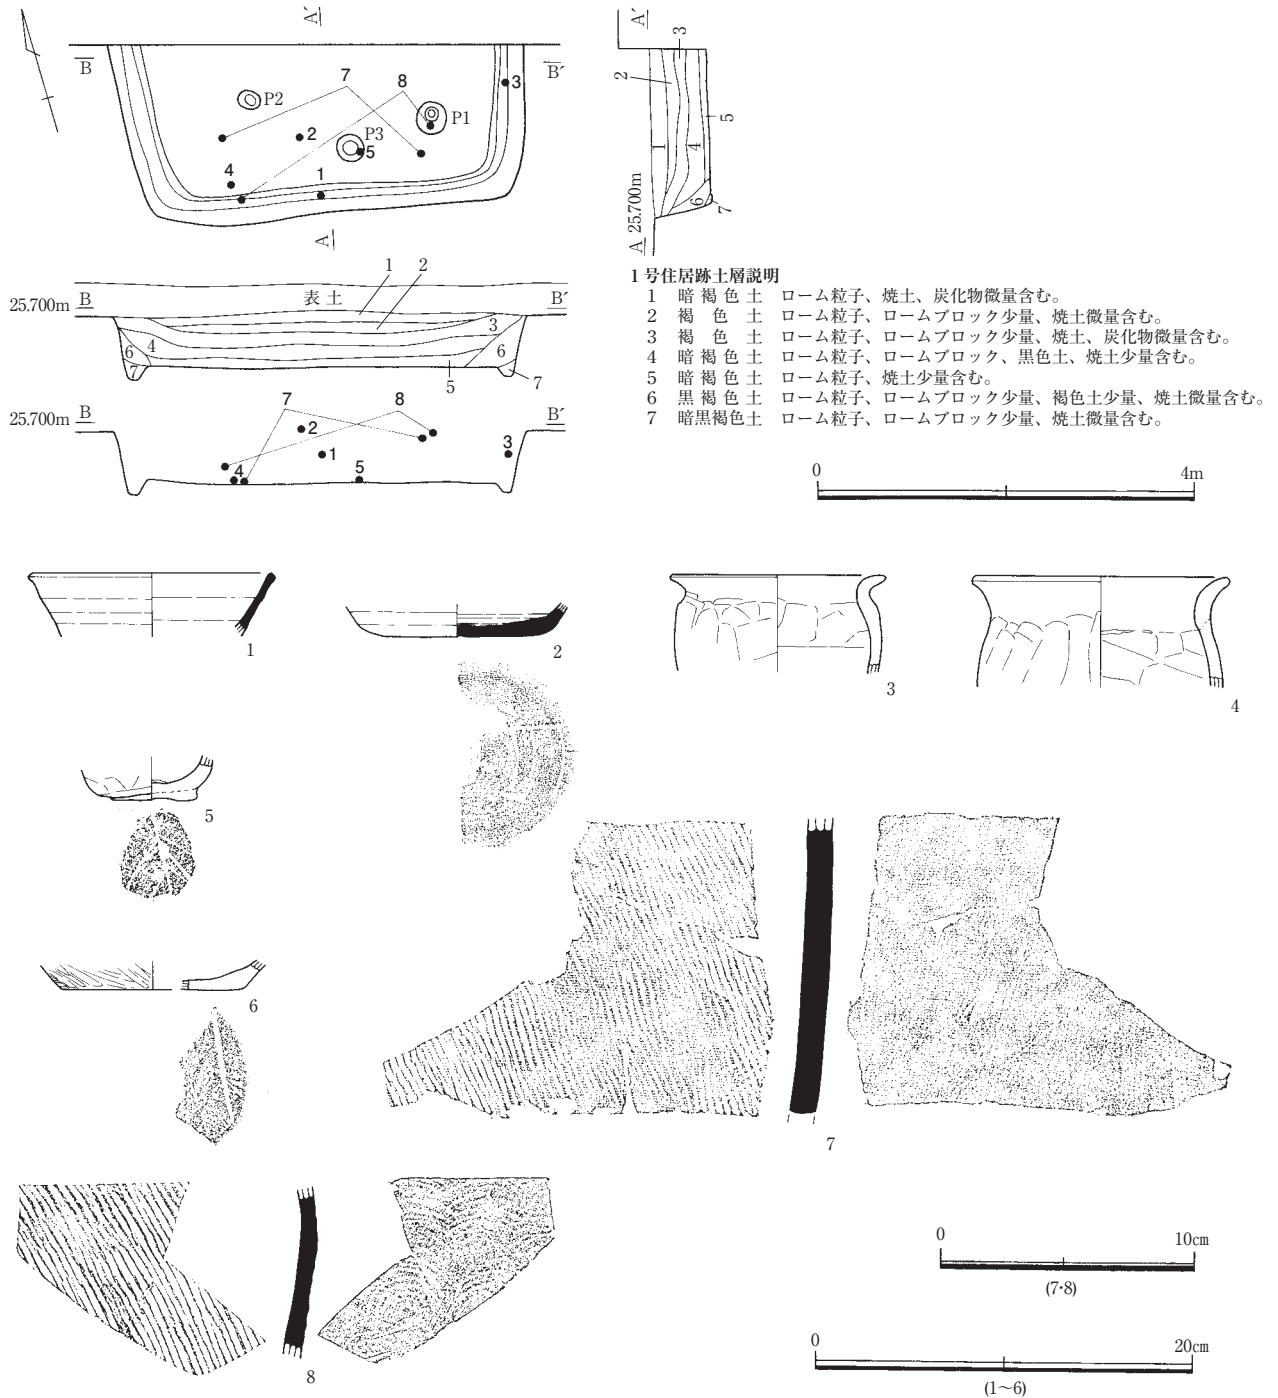 A´
A´
B
B´
7
8
3
3
2
P2
P1
2
P3
5
5
4
1
1
4
A
6
7
25.700m
A
1
2
25.700m
B
表土
B´
3
4
6
6
7
5
7
25.700m
B
7
8
B´
2
3
1
4
5
1号住居跡土層説明
1 暗褐色土 ローム粒子、焼土、炭化物微量含む。
2 褐色土 ローム粒子、ロームブロック少量、焼土微量含む。
3 褐色土 ローム粒子、ロームブロック少量、焼土、炭化物微量含む。
4 暗褐色土 ローム粒子、ロームブロック、黒色土、焼土少量含む。
5 暗褐色土 ローム粒子、焼土少量含む。
6 黒褐色土 ローム粒子、ロームブロック少量、褐色土少量、焼土微量含む。
7 暗黒褐色土 ローム粒子、ロームブロック少量、焼土微量含む。
0 4m
1
2
3
4
5
6
7
8
0 10cm
(7・8)
0 20cm
(1〜6)